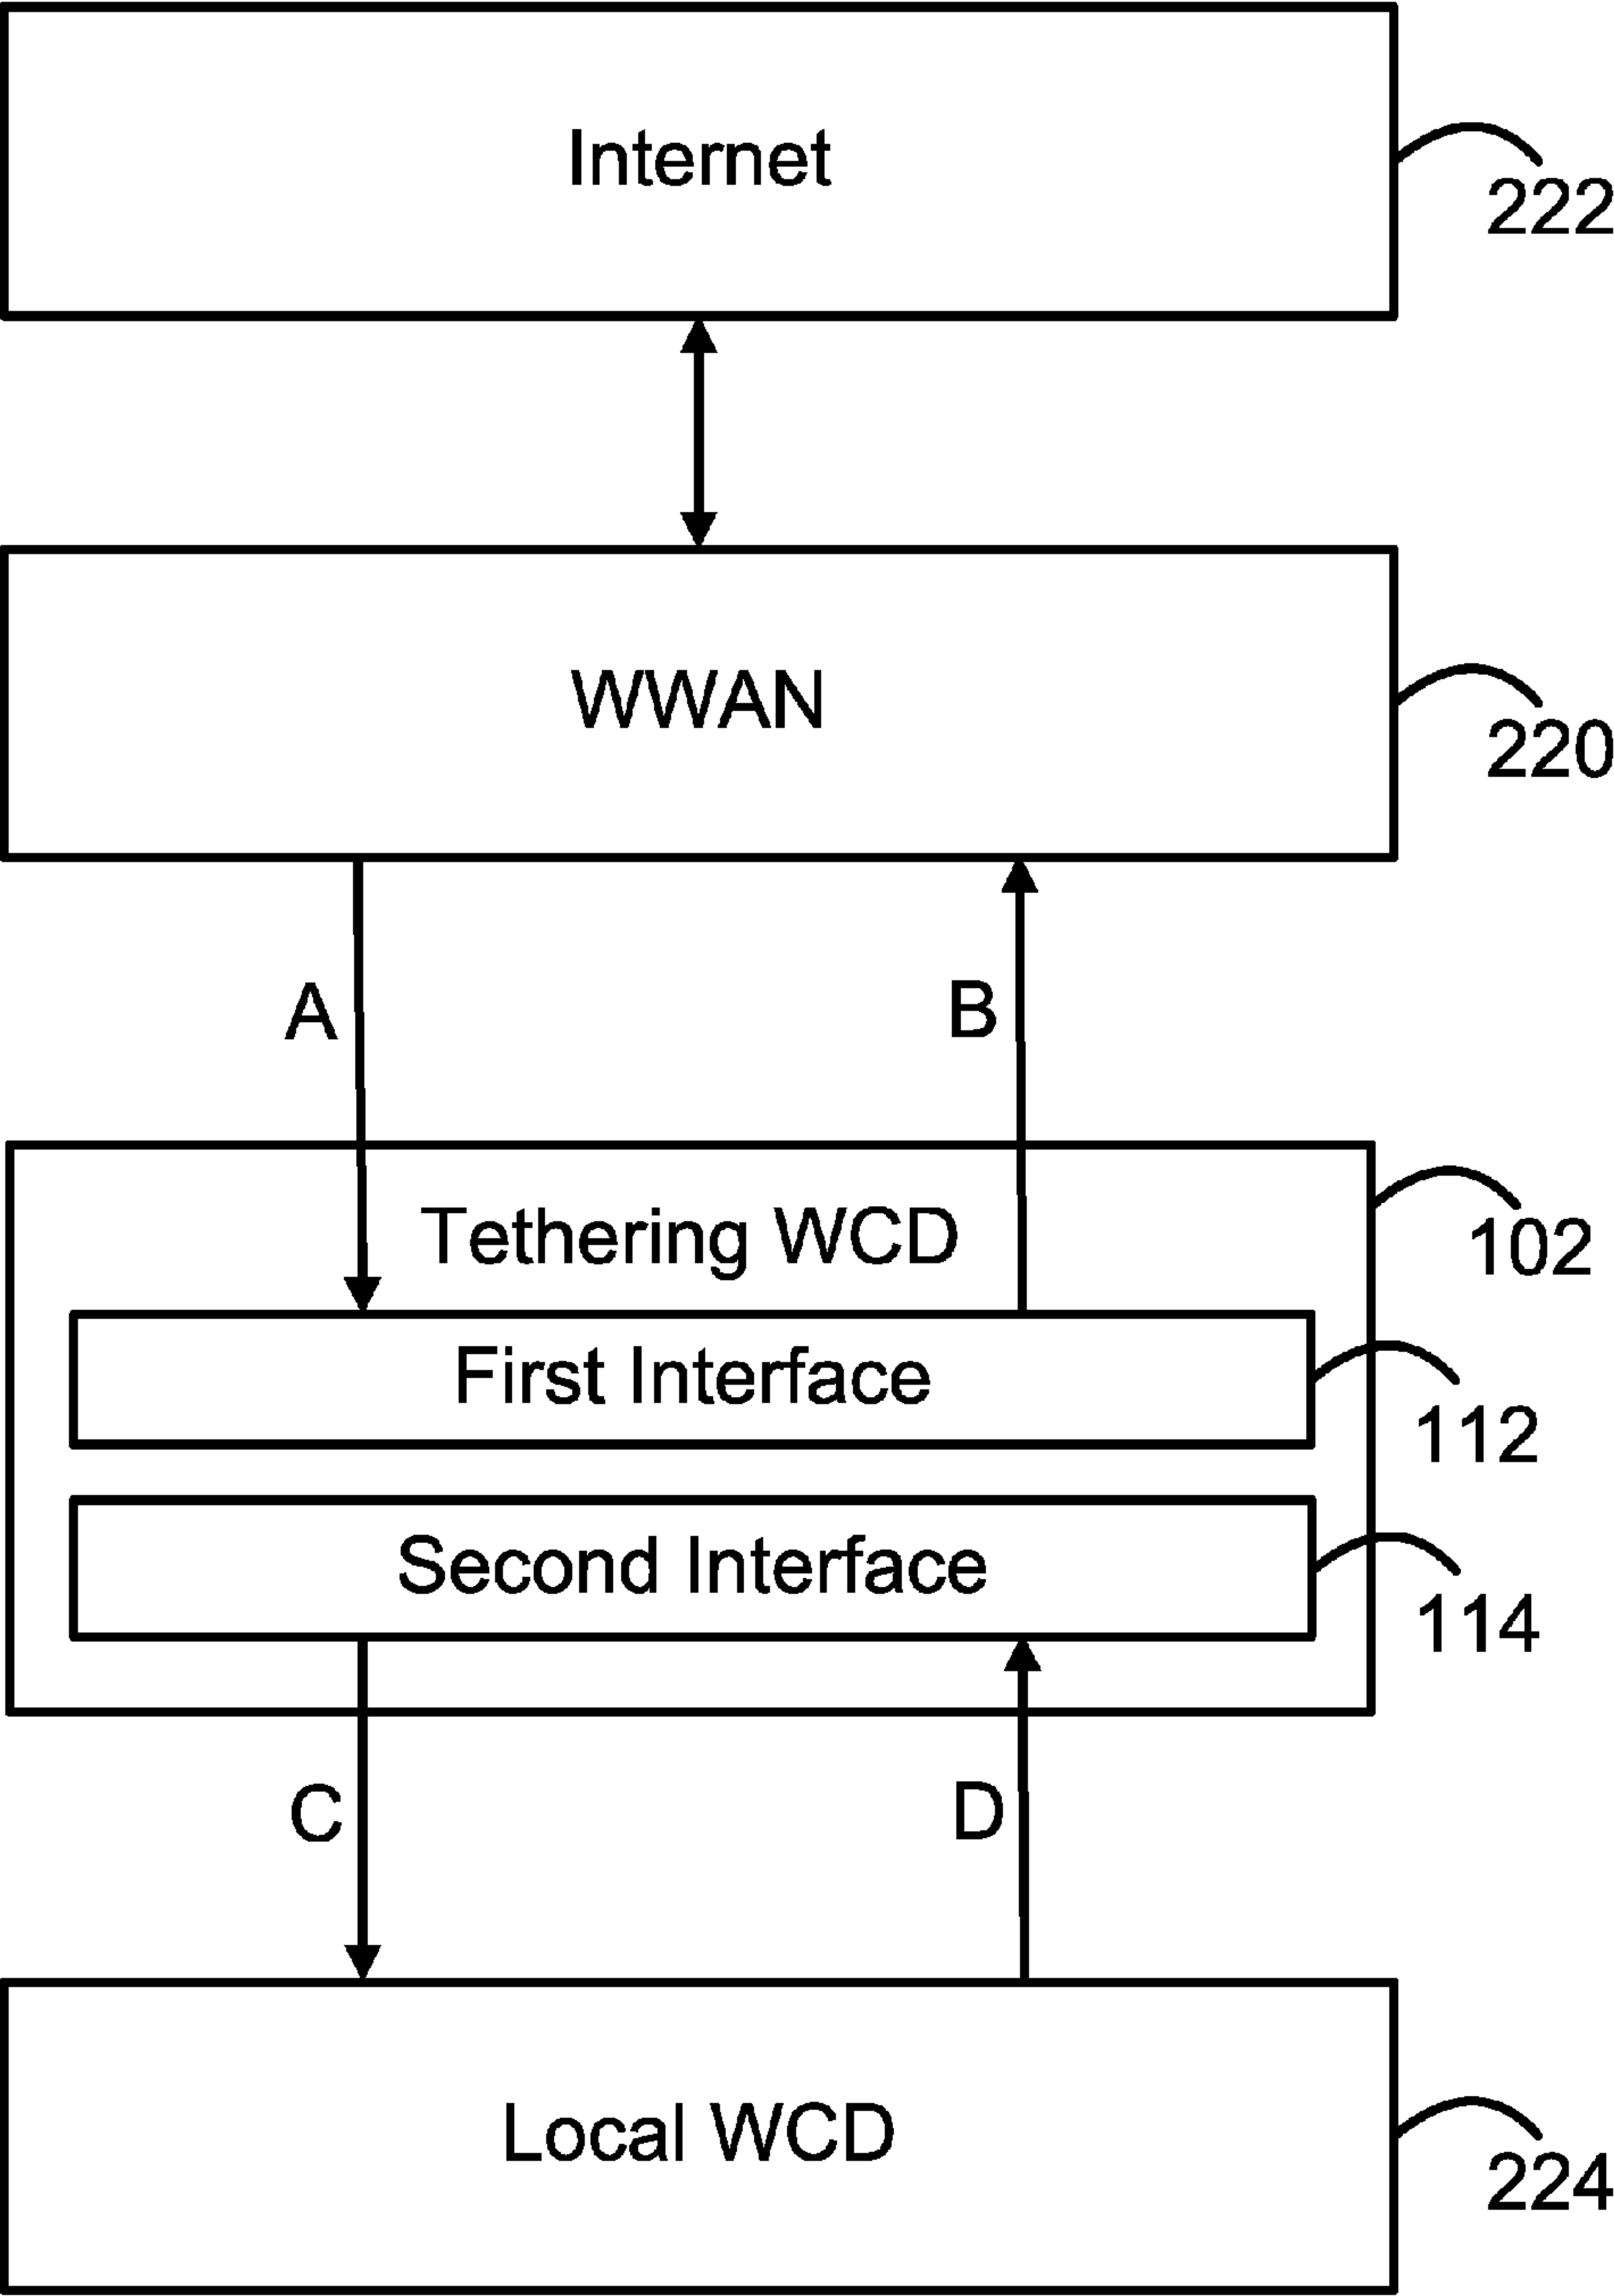 Internet
222
WWAN
220
A
B
Tethering WCD
102
First Interface
112
Second Interface
114
C
D
Local WCD
224